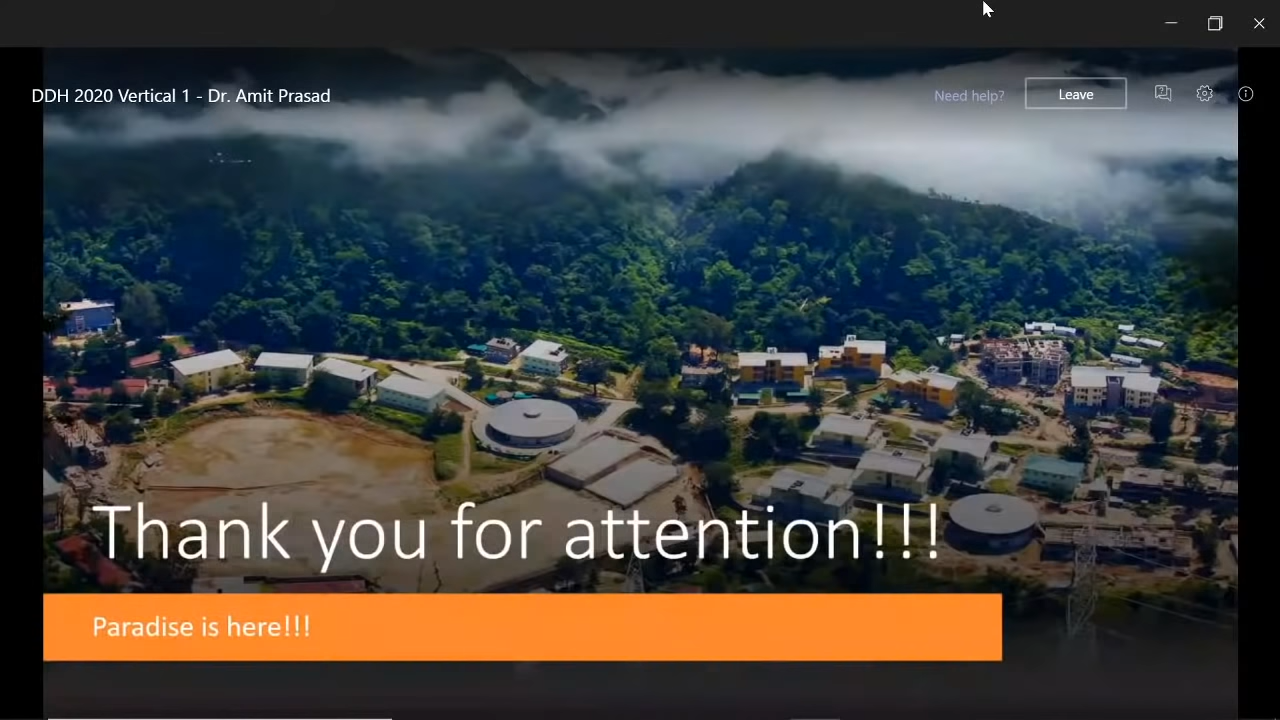 DDH 2020 Vertical 1 - Dr. Amit Prasad
Need help?
Leave
Thank you for attention!!!
Paradise is here!!!